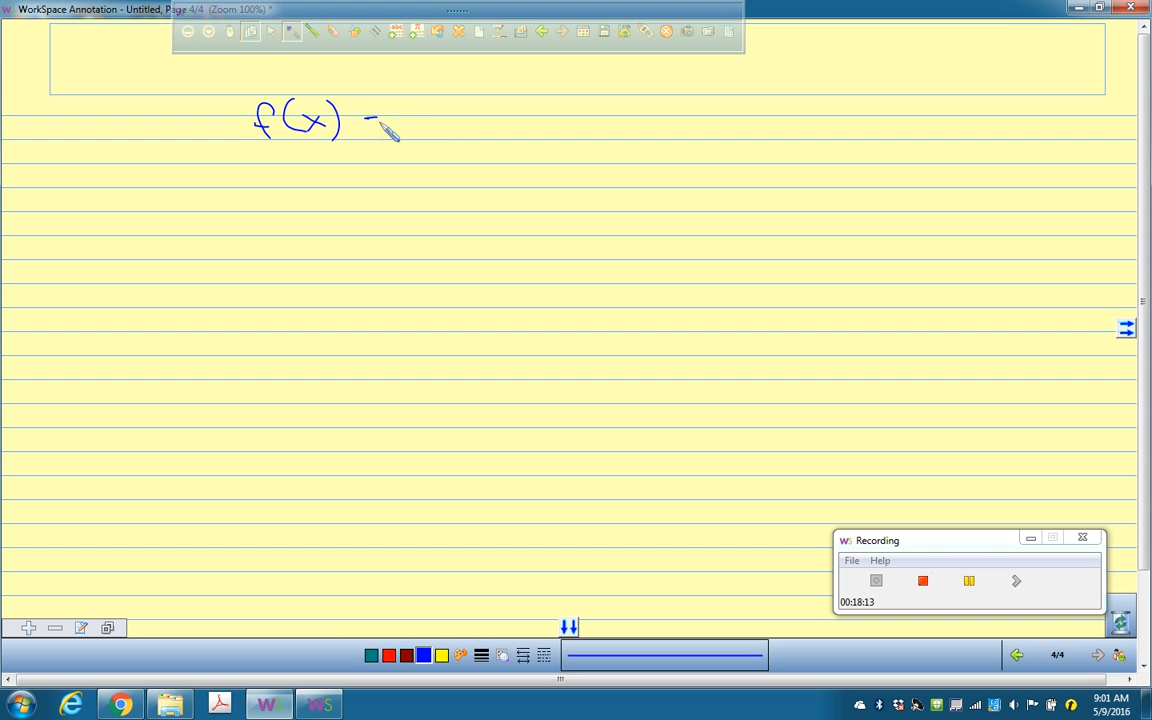 WorkSpace Annotation - Untitled, Page 4/4 (Zoom 100%) *
f(x) -
Recording
File Help
00:18:13
4/4
9:01 AM
5/9/2016